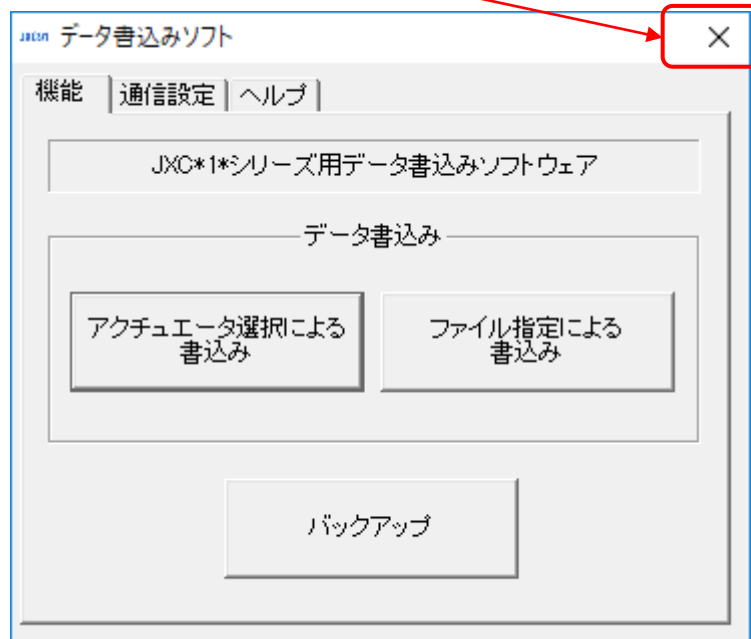 データ書込みソフト
機能 通信設定 ヘルプ
JXC*1*シリーズ用データ書込みソフトウェア
データ書込み
アクチュエータ選択による
書込み
ファイル指定による
書込み
バックアップ